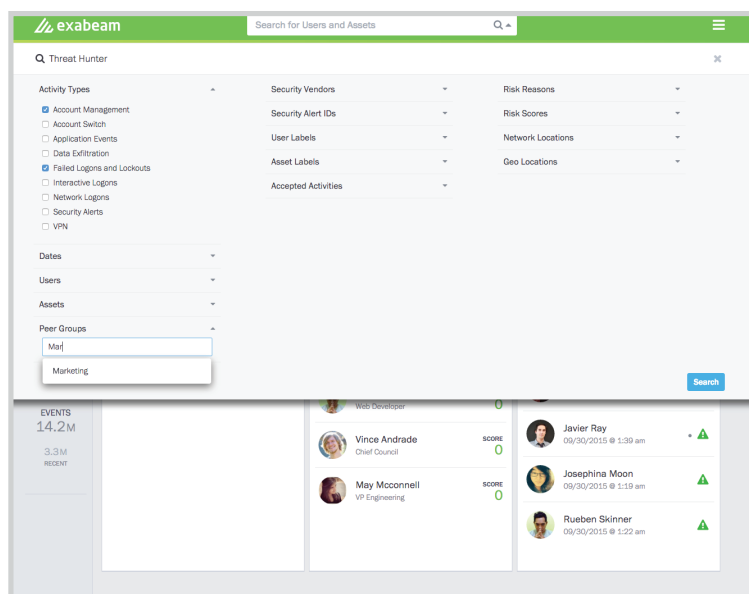 exabeam
Search for Users and Assets
Threat Hunter
Activity Types
Account Management
Account Switch
Application Events
Data Exfiltration
Failed Logons and Lockouts
Interactive Logons
Network Logons
Security Alerts
VPN
Dates
Users
Assets
Peer Groups
Mar
Marketing
Security Vendors
Security Alert IDs
User Labels
Asset Labels
Accepted Activities
Risk Reasons
Risk Scores
Network Locations
Geo Locations
Search
EVENTS
14.2M
3.3M
RECENT
Web Developer
0
Vince Andrade
Chief Council
SCORE
0
May Mcconnell
VP Engineering
SCORE
0
Javier Ray
09/30/2015 @ 1:39 am
Josephina Moon
09/30/2015 @ 1:19 am
Rueben Skinner
09/30/2015 @ 1:22 am